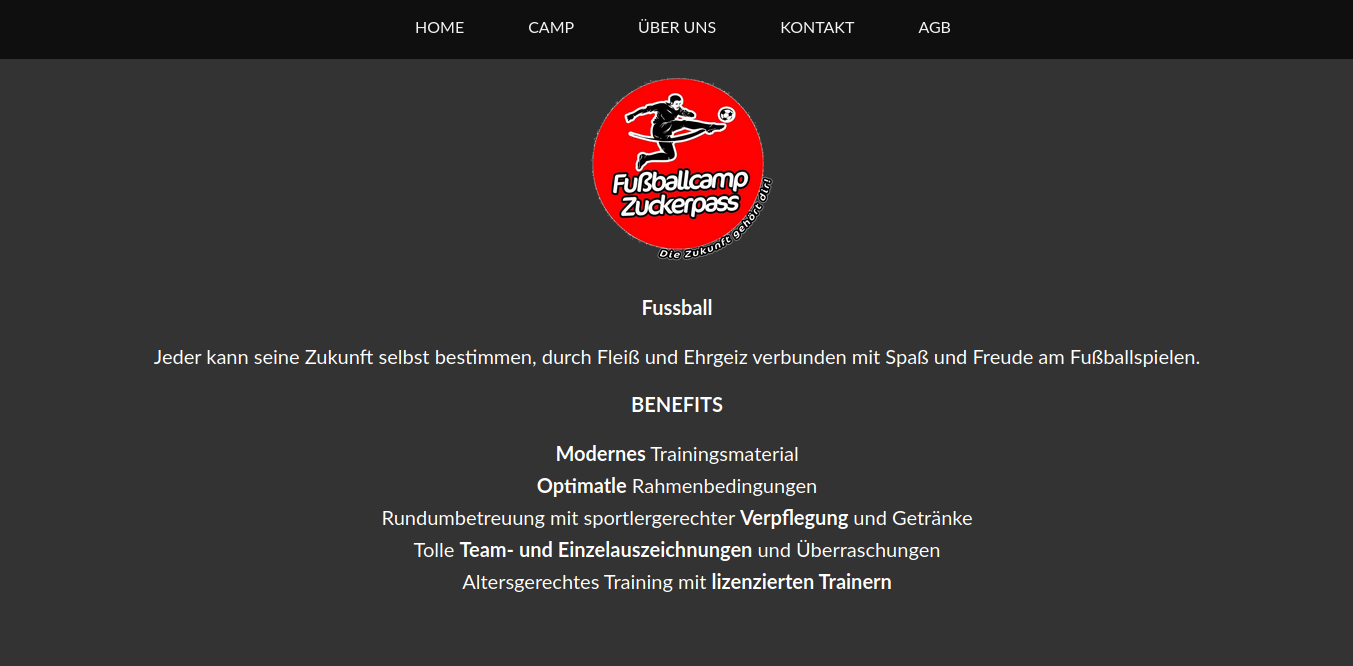 HOME CAMP ÜBER UNS KONTAKT AGB
Fußballcamp
Zuckerpass
Die Zukunft gehört dir!
Fussball
Jeder kann seine Zukunft selbst bestimmen, durch Fleiß und Ehrgeiz verbunden mit Spaß und Freude am Fußballspielen.
BENEFITS
Modernes Trainingsmaterial
Optimatle Rahmenbedingungen
Rundumbetreuung mit sportlergerechter Verpflegung und Getränke
Tolle Team- und Einzelauszeichnungen und Überraschungen
Altersgerechtes Training mit lizenzierten Trainern